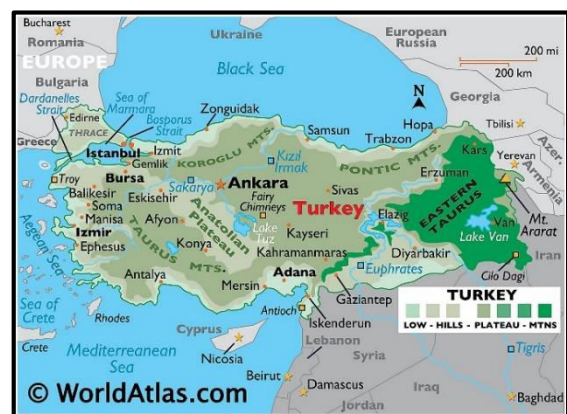 Bucharest
Romania
EUROPE
Bulgaria
Ukraine
European
Russia
200 mi
200 km
Black Sea
N
Georgia
Tbilisi
Azer.
Yerevan
Armenia
Dardanelles
Strait
Sea of
Marmara
Bosporus
Strait
Edirne
THRACE
Greece
Istanbul
Izmit
Gemlik
Zonguidak
Samsun
Hopa
Trabzon
Kars
KOROGLU MTS.
Kızıl
Irmak
PONTIC MTS.
Erzuman
Troy
Bursa
Balikesir
Soma
Manisa
Eskisehir
Sakarya
Ankara
Fairy
Chimneys
Sivas
Turkey
Elazig
EASTERN
TAURUS
Mt.
Ararat
Van
Lake Van
Iran
Izmir
Ephesus
Afyon
Anatolian
Plateau
Lake
Tuz
Kayseri
Konya
Kahramanmaras
Diyarbakir
Cilo Dagi
TAURUS MTS.
Aegean Sea
Antalya
Mersin
Adana
Euphrates
Gaziantep
Antioch
Iskenderun
Sea of
Crete
Rhodes
Crete
Cyprus
Nicosia
Mediterranean
Sea
Lebanon
Beirut
Syria
Damascus
Jordan
Iraq
Tigris
Baghdad
TURKEY
LOW - HILLS - PLATEAU - MTNS
© WorldAtlas.com